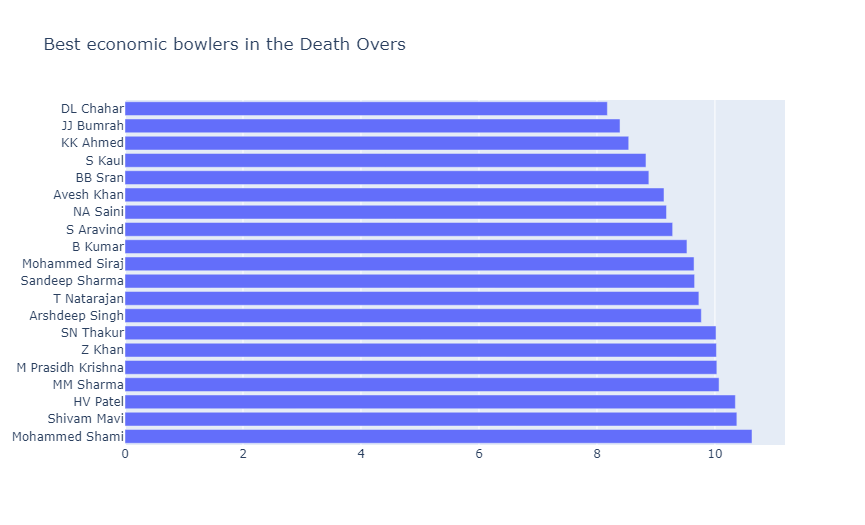 Best economic bowlers in the Death Overs
DL Chahar
JJ Bumrah
KK Ahmed
S Kaul
BB Sran
Avesh Khan
NA Saini
S Aravind
B Kumar
Mohammed Siraj
Sandeep Sharma
T Natarajan
Arshdeep Singh
SN Thakur
Z Khan
M Prasidh Krishna
MM Sharma
HV Patel
Shivam Mavi
Mohammed Shami
0 2 4 6 8 10